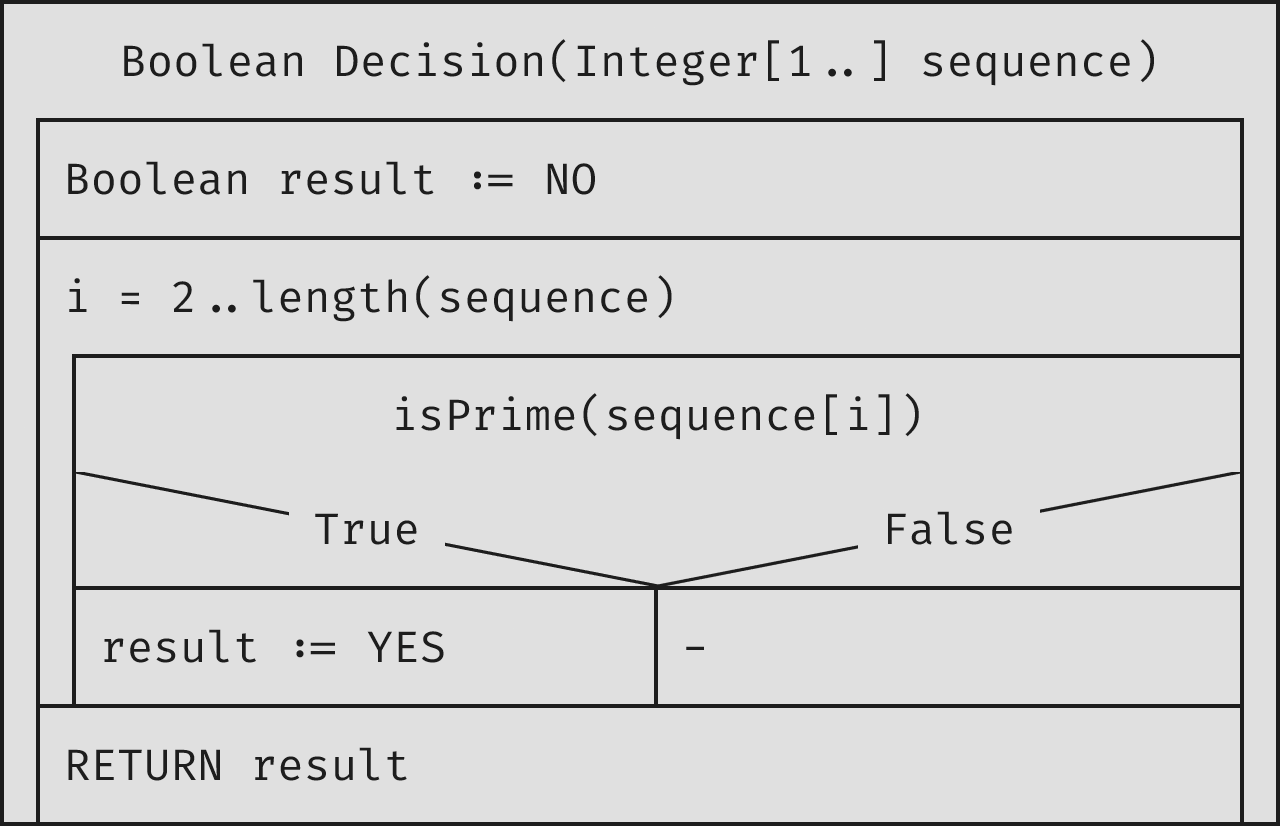 Boolean Decision(Integer[1..] sequence)
Boolean result := NO
i = 2..length(sequence)
isPrime(sequence[i])
True False
result := YES -
RETURN result